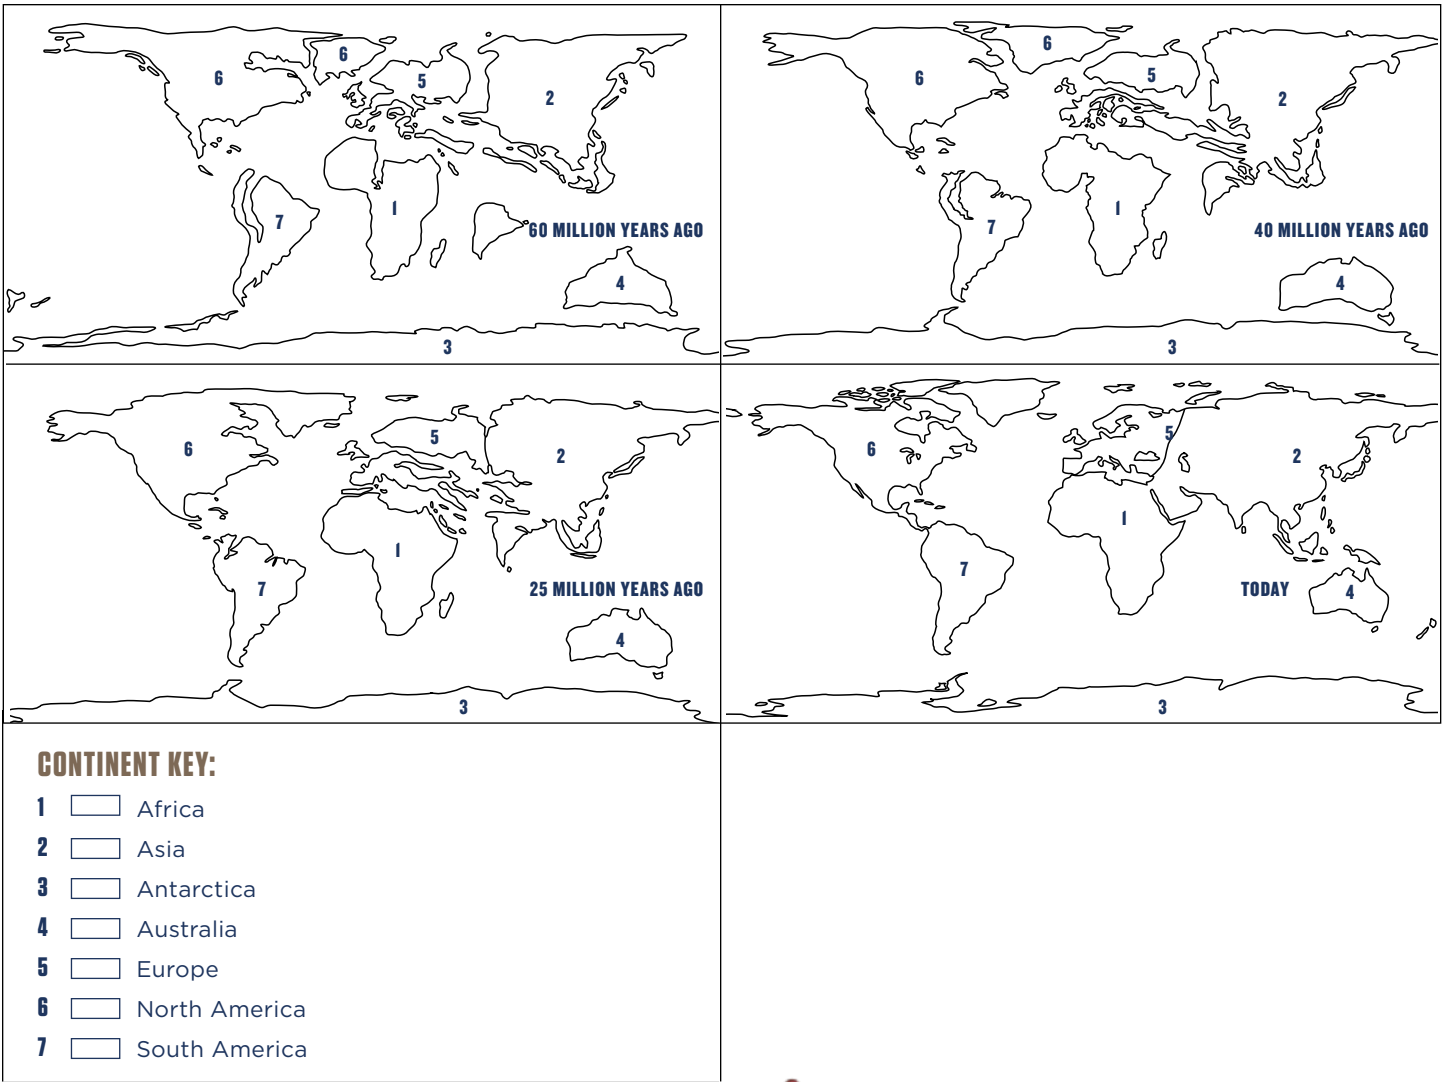 6
6
5
2
1
7
4
3
60 MILLION YEARS AGO
6
6
5
2
1
7
4
3
40 MILLION YEARS AGO
6
5
2
1
7
4
3
25 MILLION YEARS AGO
6
5
2
1
7
4
3
TODAY
CONTINENT KEY:
1 Africa
2 Asia
3 Antarctica
4 Australia
5 Europe
6 North America
7 South America